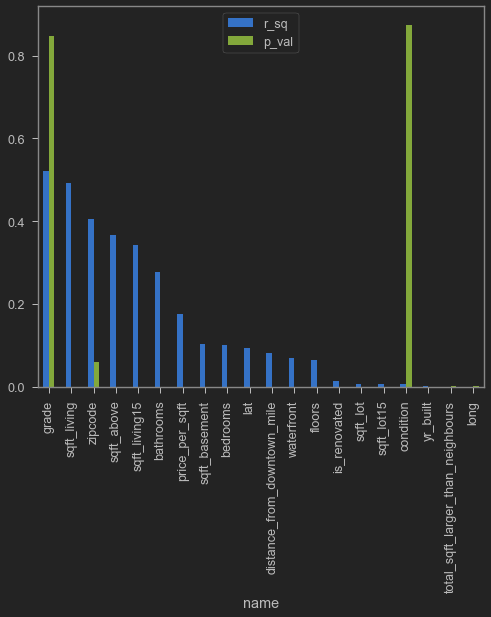 r_sq
p_val
0.8
0.6
0.4
0.2
0.0
grade
sqft_living
zipcode
sqft_above
sqft_living15
bathrooms
price_per_sqft
sqft_basement
bedrooms
lat
distance_from_downtown_mile
waterfront
floors
is_renovated
sqft_lot
sqft_lot15
condition
yr_built
total_sqft_larger_than_neighbours
long
name